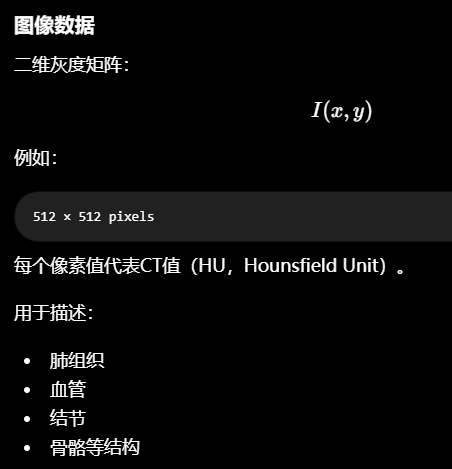 图像数据
二维灰度矩阵：
I(x, y)
例如：
512 × 512 pixels
每个像素值代表CT值（HU，Hounsfield Unit）。
用于描述：
• 肺组织
• 血管
• 结节
• 骨骼等结构